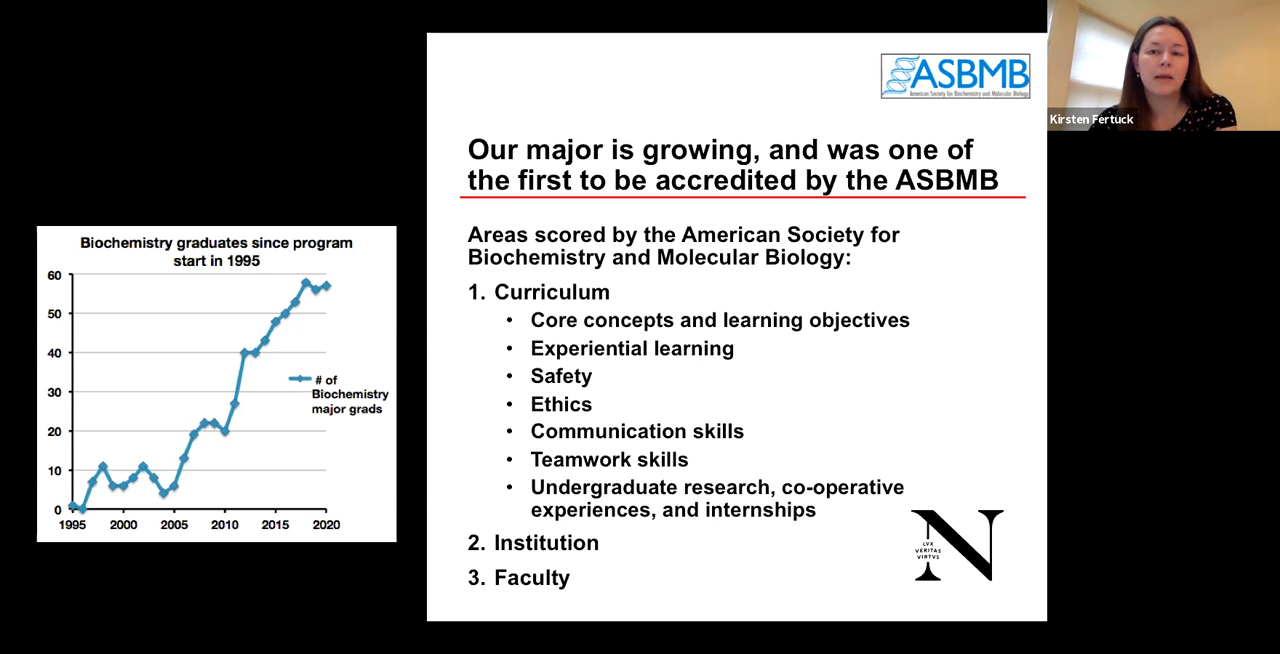 ASBMB
American Society for Biochemistry and Molecular Biology
Kirsten Fertuck
Our major is growing, and was one of
the first to be accredited by the ASBMB
Biochemistry graduates since program
start in 1995
60
50
40
30
20
10
0
1995
2000
2005
2010
2015
2020
# of
Biochemistry
major grads
Areas scored by the American Society for
Biochemistry and Molecular Biology:
1. Curriculum
• Core concepts and learning objectives
• Experiential learning
• Safety
• Ethics
• Communication skills
• Teamwork skills
• Undergraduate research, co-operative
experiences, and internships
2. Institution
3. Faculty
N
LVX
VERITAS
VIRTVS